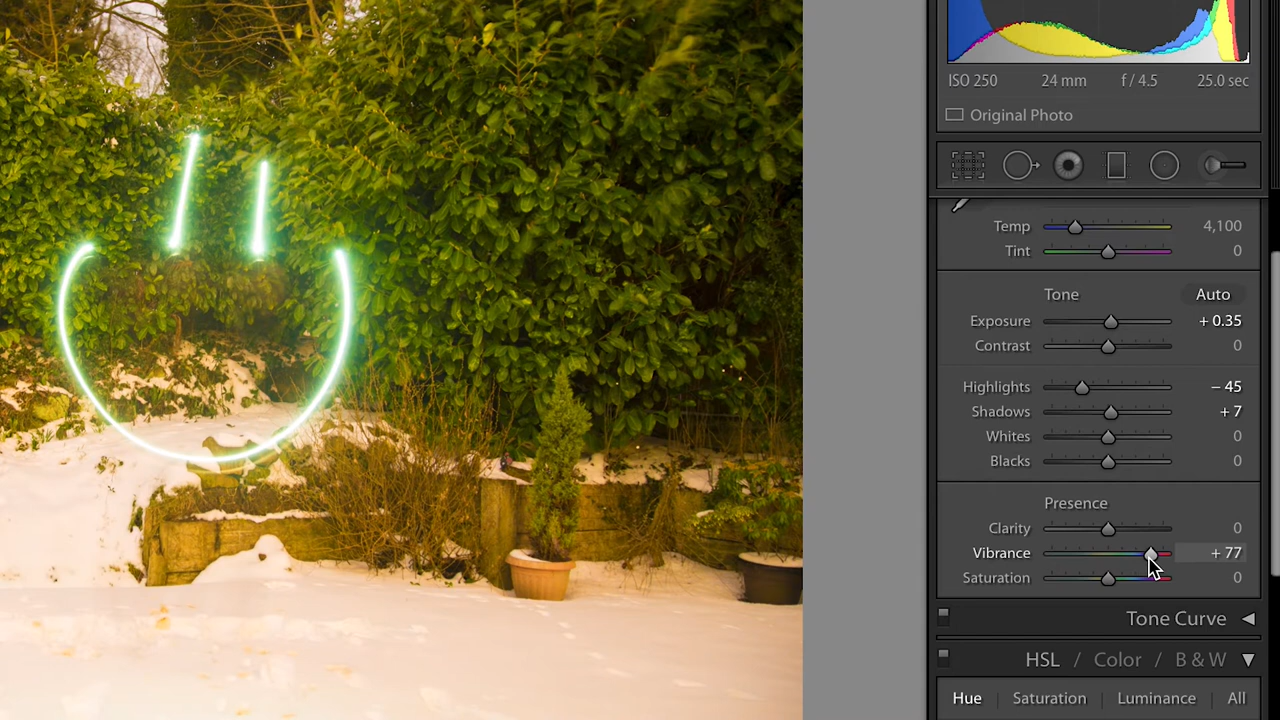 ISO 250 24 mm f / 4.5 25.0 sec
Original Photo
Temp 4,100
Tint 0
Tone Auto
Exposure + 0.35
Contrast 0
Highlights − 45
Shadows + 7
Whites 0
Blacks 0
Presence
Clarity 0
Vibrance + 77
Saturation 0
Tone Curve
HSL / Color / B & W
Hue Saturation Luminance All